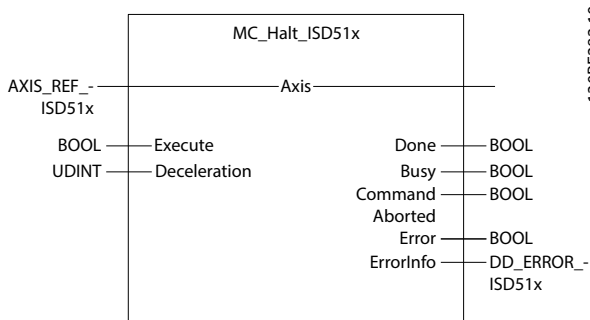 MC_Halt_ISD51x
AXIS_REF_-
ISD51x
Axis
BOOL Execute Done BOOL
UDINT Deceleration Busy BOOL
Command BOOL
Aborted
Error BOOL
ErrorInfo DD_ERROR_-
ISD51x